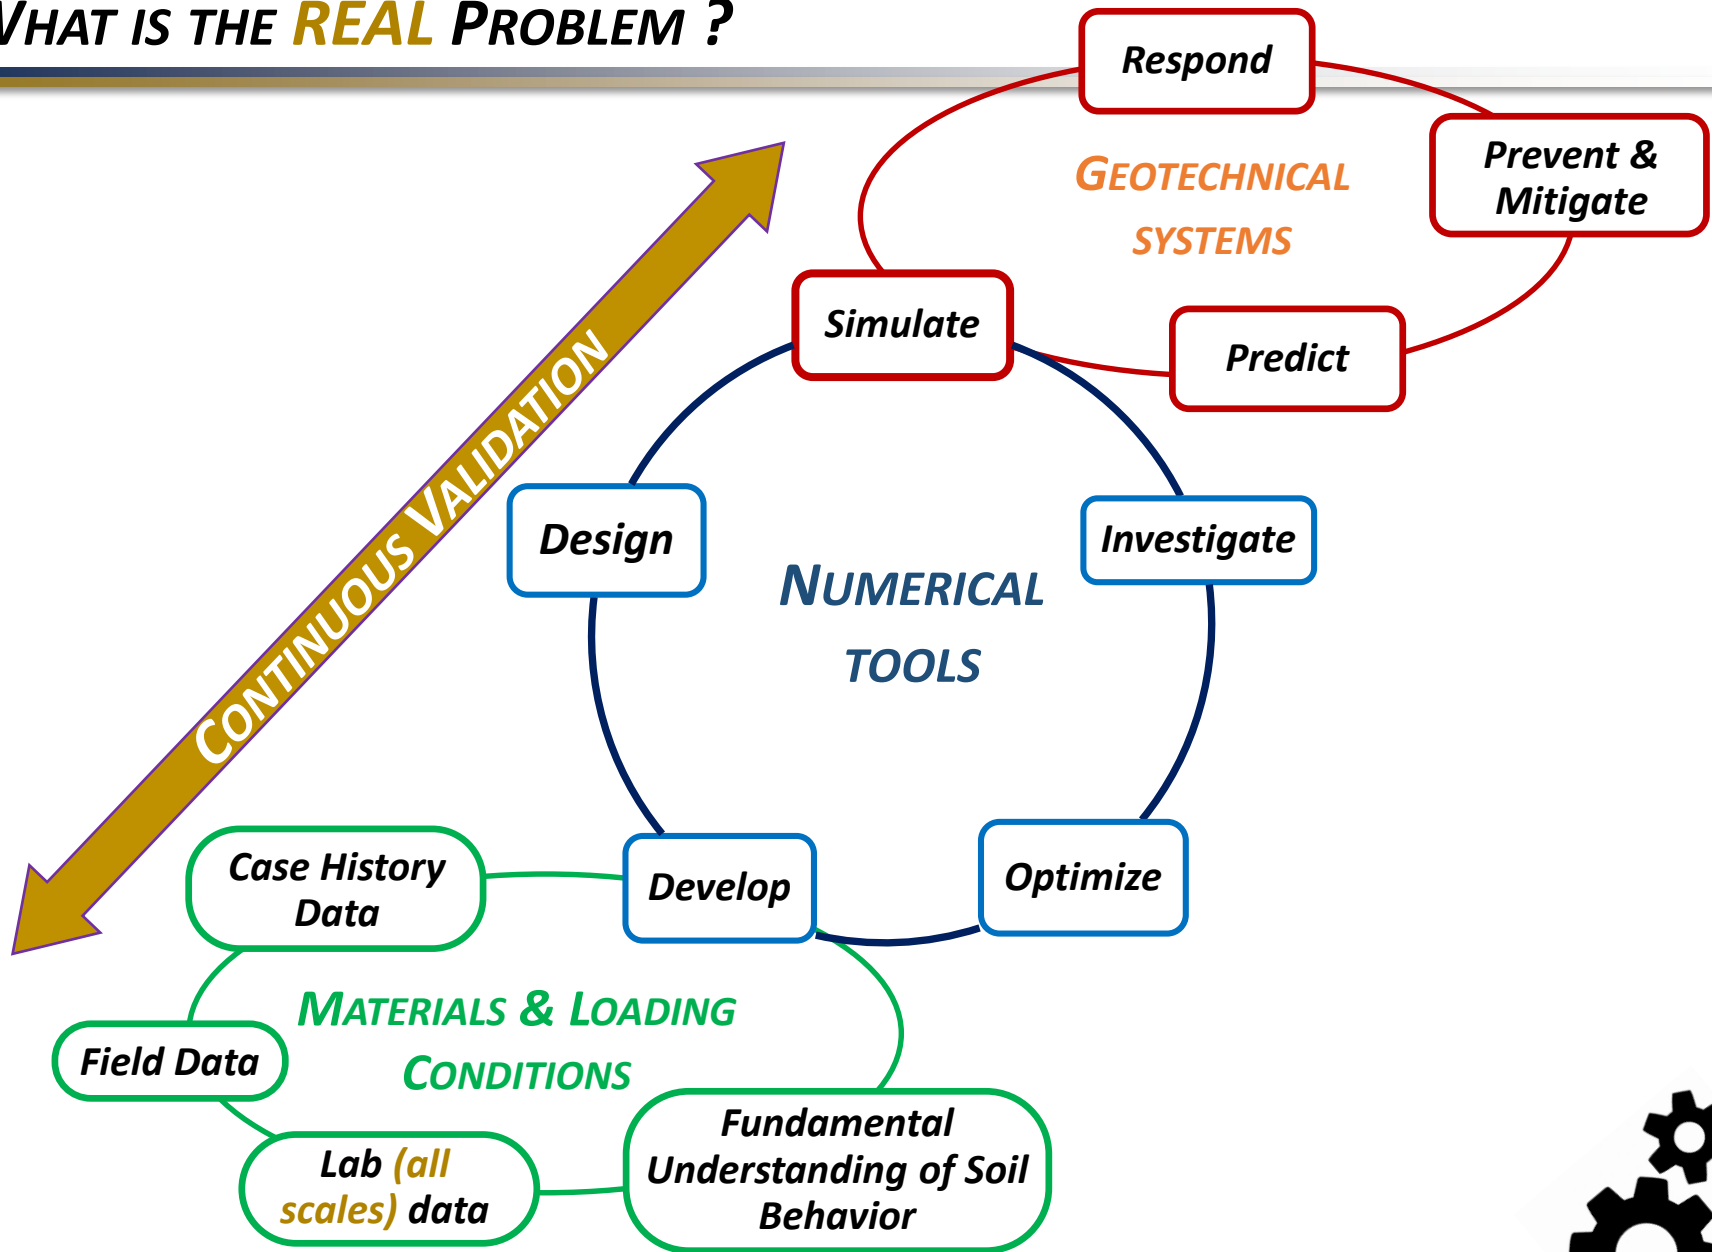 WHAT IS THE REAL PROBLEM ?
Respond
Prevent &
Mitigate
GEOTECHNICAL
SYSTEMS
Simulate
Predict
CONTINUOUS VALIDATION
Design
Investigate
NUMERICAL
TOOLS
Case History
Data
Develop
Optimize
MATERIALS & LOADING
CONDITIONS
Field Data
Lab (all
scales) data
Fundamental
Understanding of Soil
Behavior